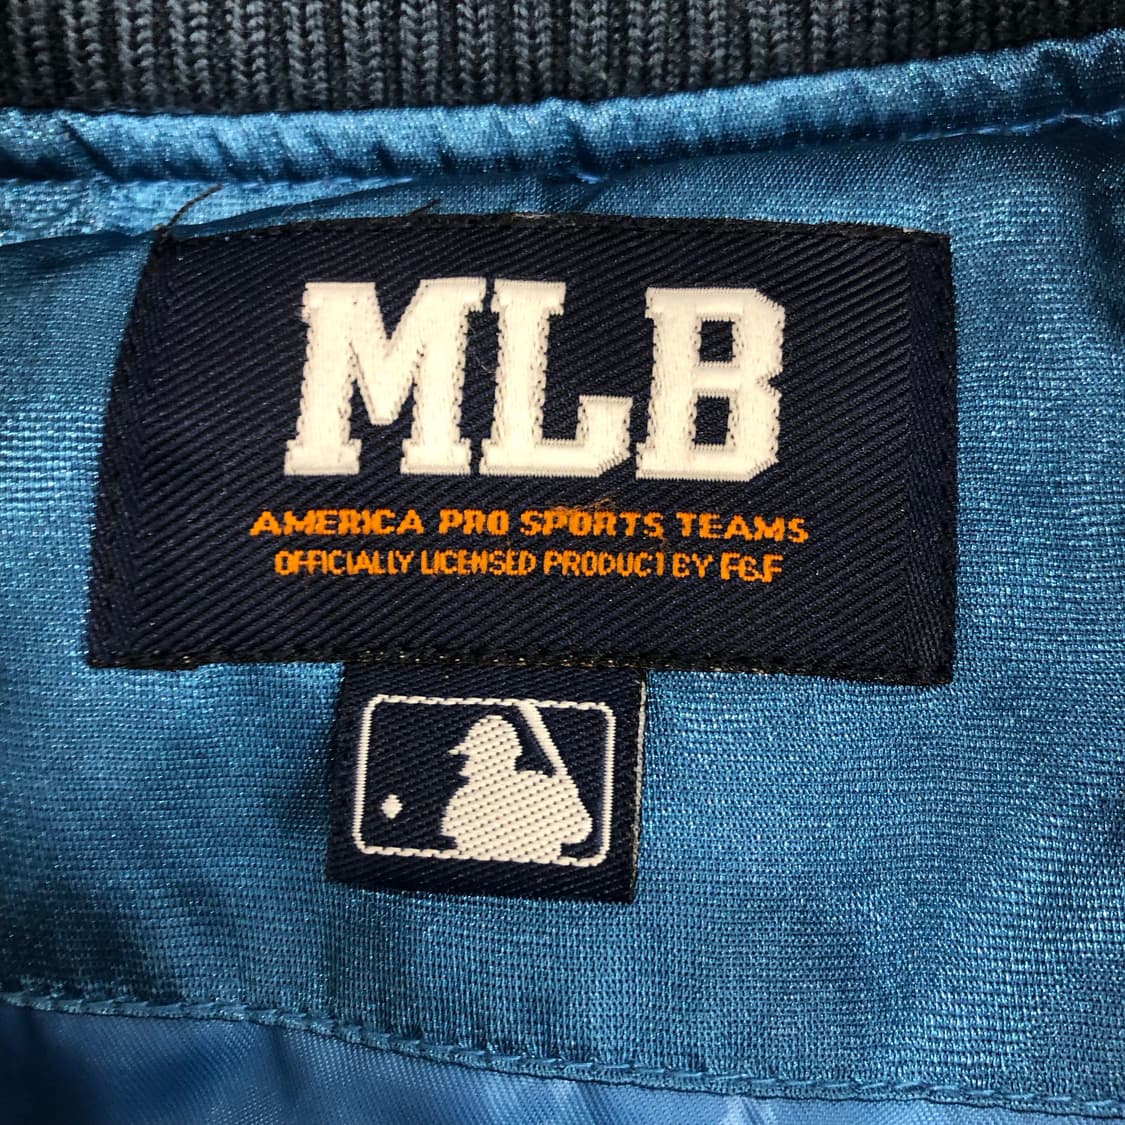 MLB
AMERICA PRO SPORTS TEAMS
OFFICIALLY LICENSED PRODUCT BY F&F